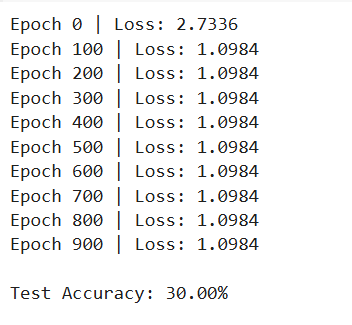 Epoch 0 | Loss: 2.7336
Epoch 100 | Loss: 1.0984
Epoch 200 | Loss: 1.0984
Epoch 300 | Loss: 1.0984
Epoch 400 | Loss: 1.0984
Epoch 500 | Loss: 1.0984
Epoch 600 | Loss: 1.0984
Epoch 700 | Loss: 1.0984
Epoch 800 | Loss: 1.0984
Epoch 900 | Loss: 1.0984
Test Accuracy: 30.00%